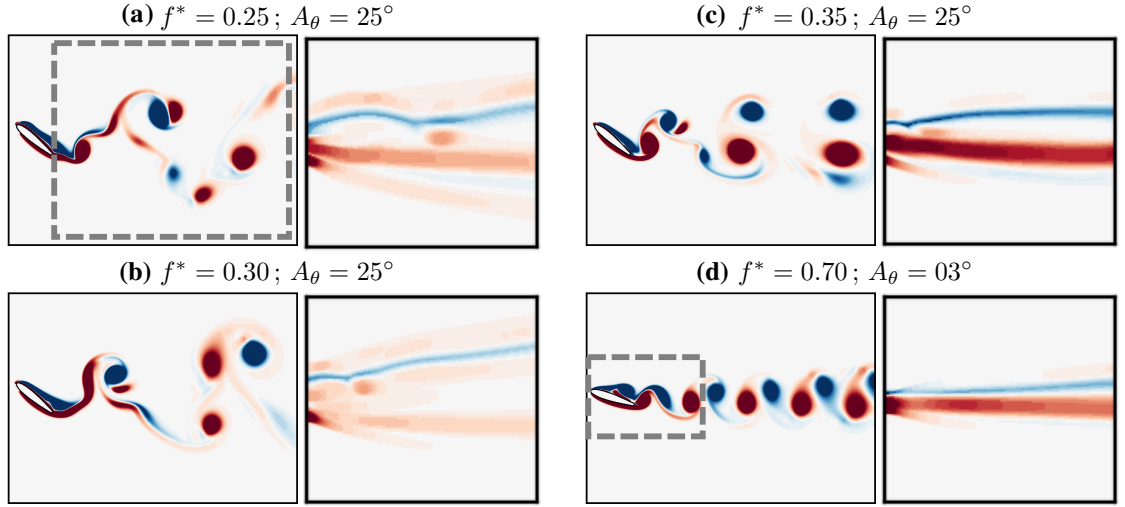 (a) f* = 0.25 ; A_θ = 25°
(c) f* = 0.35 ; A_θ = 25°
(b) f* = 0.30 ; A_θ = 25°
(d) f* = 0.70 ; A_θ = 03°